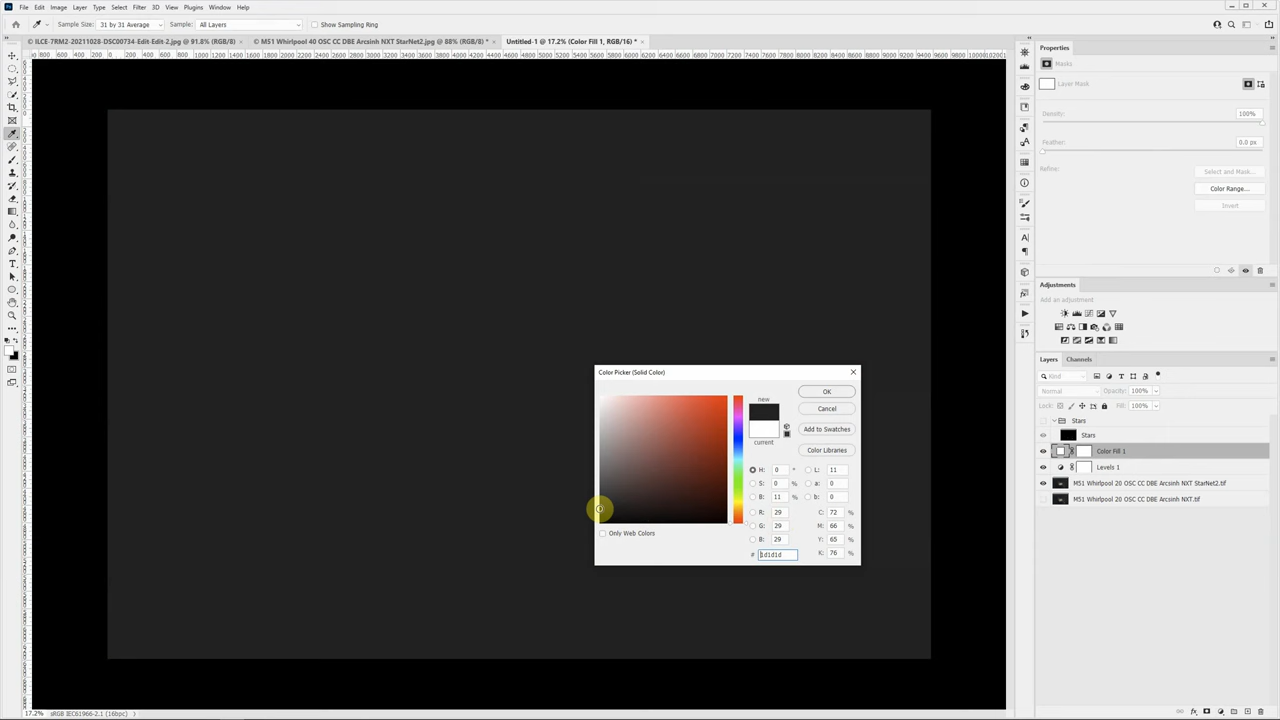 File Edit Image Layer Type Select Filter 3D View Plugins Window Help
Sample Size: 31 by 31 Average Sample: All Layers Show Sampling Ring
ILCE-7RM2-20211028-DSC00734-Edit-Edit-2.jpg @ 91.8% (RGB/8) × M51 Whirlpool 40 OSC CC DBE Arcsinh NXT StarNet2.jpg @ 88% (RGB/8) * × Untitled-1 @ 17.2% (Color Fill 1, RGB/16) * ×
Properties
Masks
Layer Mask
Density: 100%
Feather: 0.0 px
Refine: Select and Mask...
Color Range...
Invert
Adjustments
Add an adjustment
Layers Channels
Kind
Normal Opacity: 100%
Lock: Fill: 100%
Stars
Stars
Color Fill 1
Levels 1
M51 Whirlpool 20 OSC CC DBE Arcsinh NXT StarNet2.tif
M51 Whirlpool 20 OSC CC DBE Arcsinh NXT.tif
Color Picker (Solid Color)
new
current
OK
Cancel
Add to Swatches
Color Libraries
H: 0 ° L: 11
S: 0 % a: 0
B: 11 % b: 0
R: 29 C: 72 %
G: 29 M: 66 %
B: 29 Y: 65 %
# 1d1d1d K: 76 %
Only Web Colors
17.2% sRGB IEC61966-2.1 (16bpc)